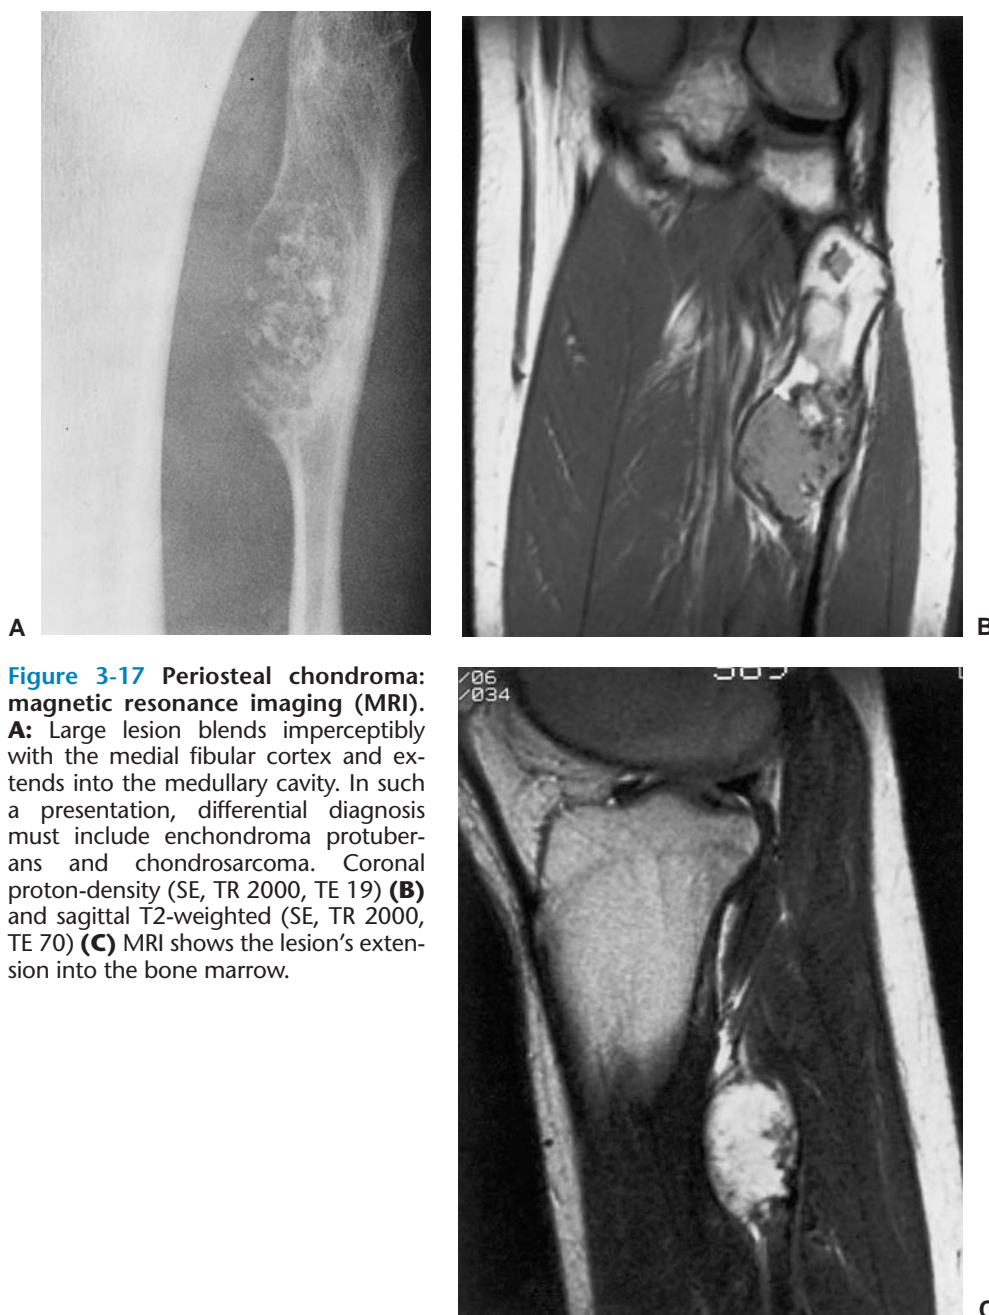 A
B
Figure 3-17 Periosteal chondroma:
magnetic resonance imaging (MRI).
A: Large lesion blends imperceptibly
with the medial fibular cortex and ex-
tends into the medullary cavity. In such
a presentation, differential diagnosis
must include enchondroma protuber-
ans and chondrosarcoma. Coronal
proton-density (SE, TR 2000, TE 19) (B)
and sagittal T2-weighted (SE, TR 2000,
TE 70) (C) MRI shows the lesion's exten-
sion into the bone marrow.
/06
/034